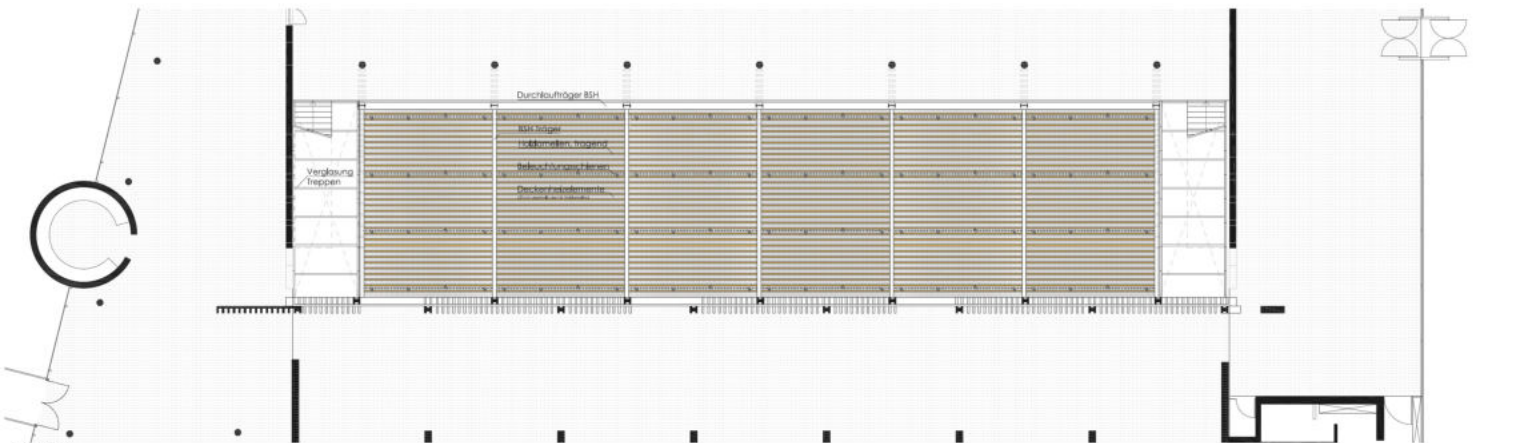 Durchlaufträger BSH
BSH Träger
Holzlamellen, tragend
Beleuchtungsschienen
Deckenheizelemente
Verglasung
Treppen